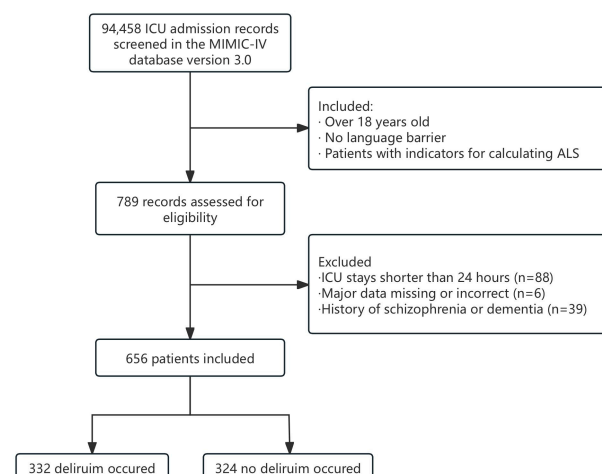 94,458 ICU admission records
screened in the MIMIC-IV
database version 3.0
Included:
· Over 18 years old
· No language barrier
· Patients with indicators for calculating ALS
789 records assessed for
eligibility
Excluded
·ICU stays shorter than 24 hours (n=88)
·Major data missing or incorrect (n=6)
·History of schizophrenia or dementia (n=39)
656 patients included
332 deliruim occured
324 no deliruim occured